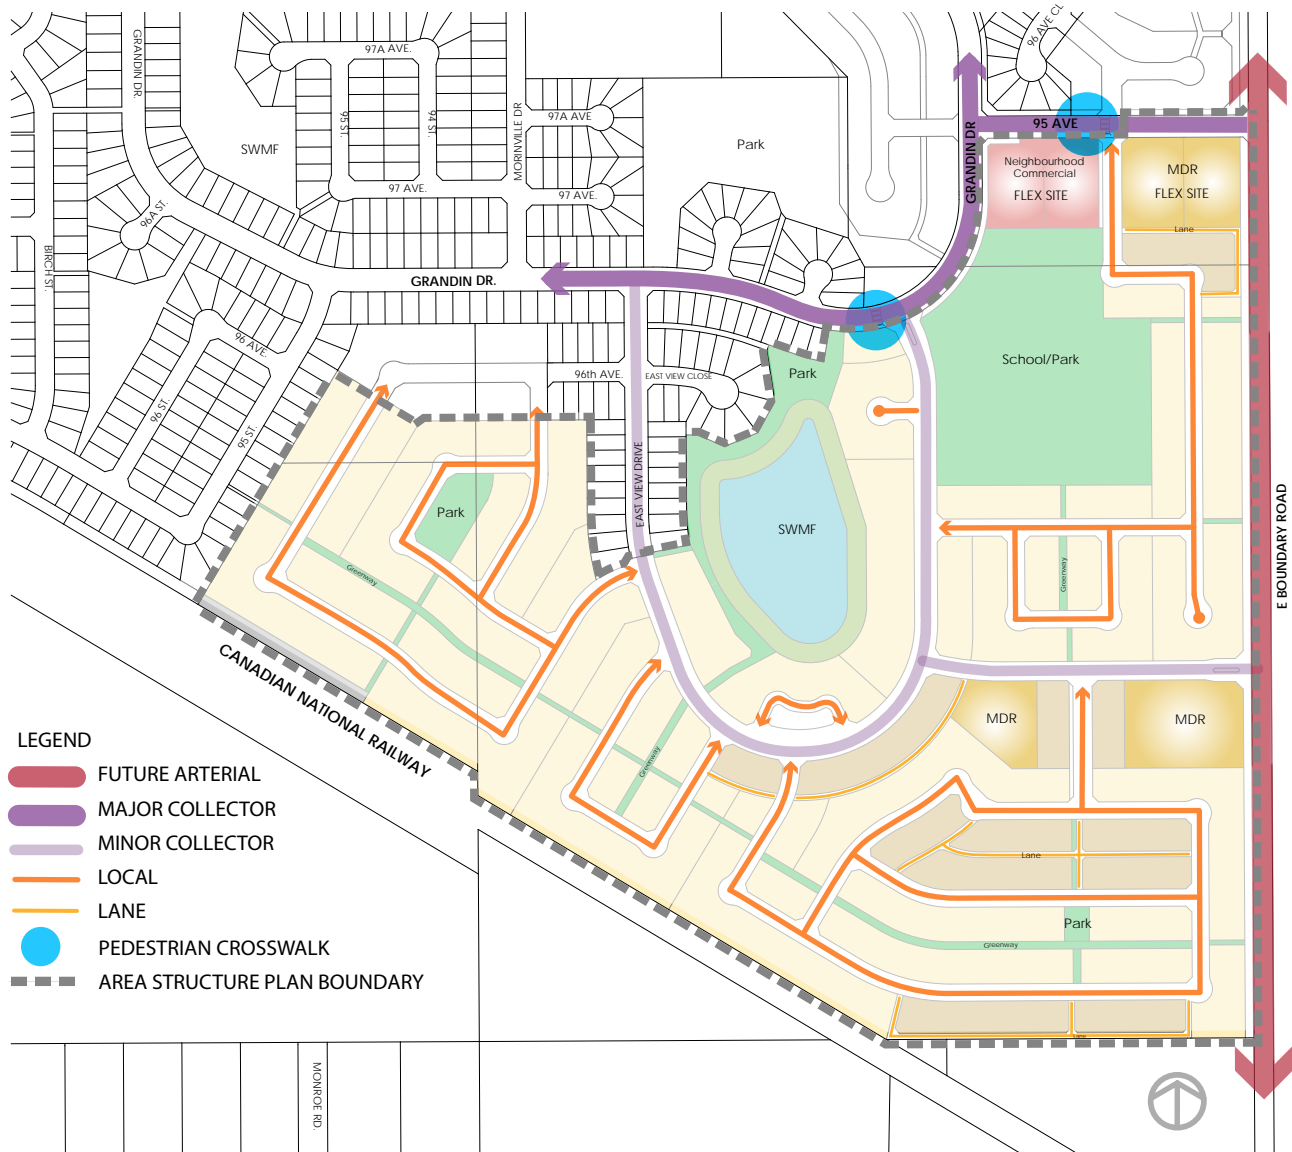 GRANDIN DR.
97A AVE.
96 AVE CL
95 ST.
94 ST.
MORINVILLE DR
97A AVE
SWMF
Park
GRANDIN DR
95 AVE
Neighbourhood
Commercial
FLEX SITE
MDR
FLEX SITE
97 AVE.
97 AVE.
96A ST.
BIRCH ST.
Lane
GRANDIN DR.
96 AVE.
96th AVE.
EAST VIEW CLOSE
Park
School/Park
96 ST.
95 ST.
EAST VIEW DRIVE
Park
SWMF
E BOUNDARY ROAD
Greenway
Greenway
CANADIAN NATIONAL RAILWAY
MDR
MDR
Greenway
Lane
Park
Greenway
Lane
LEGEND
FUTURE ARTERIAL
MAJOR COLLECTOR
MINOR COLLECTOR
LOCAL
LANE
PEDESTRIAN CROSSWALK
AREA STRUCTURE PLAN BOUNDARY
MONROE RD.